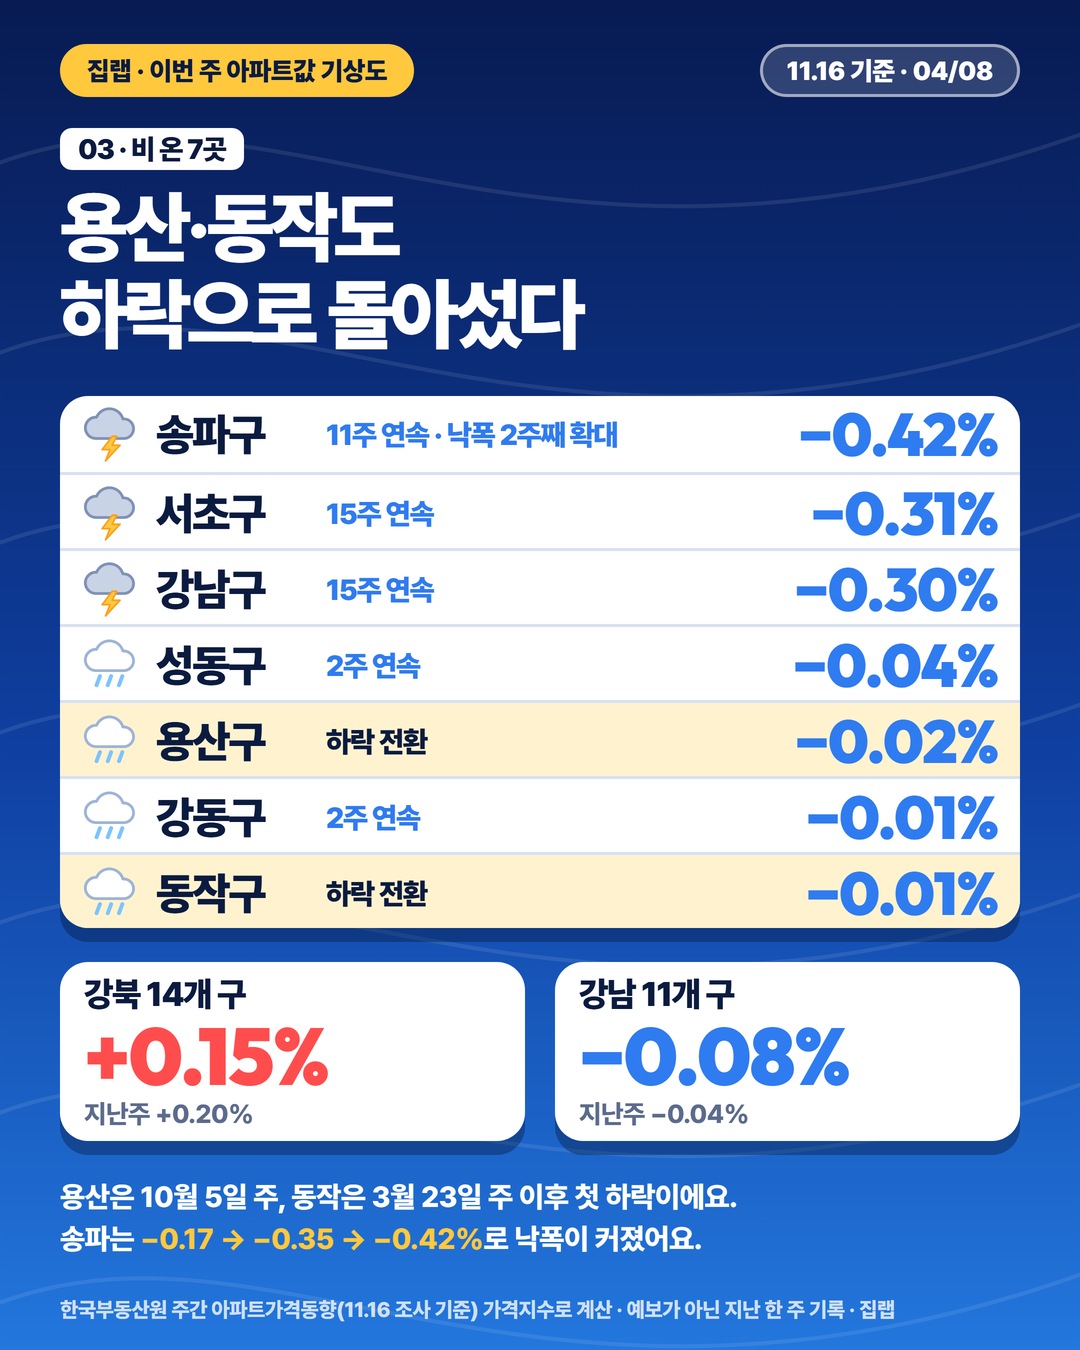 집랩 · 이번 주 아파트값 기상도
11.16 기준 · 04/08
03 · 비 온 7곳
용산·동작도
하락으로 돌아섰다
송파구 11주 연속 · 낙폭 2주째 확대 −0.42%
서초구 15주 연속 −0.31%
강남구 15주 연속 −0.30%
성동구 2주 연속 −0.04%
용산구 하락 전환 −0.02%
강동구 2주 연속 −0.01%
동작구 하락 전환 −0.01%
강북 14개 구
+0.15%
지난주 +0.20%
강남 11개 구
−0.08%
지난주 −0.04%
용산은 10월 5일 주, 동작은 3월 23일 주 이후 첫 하락이에요.
송파는 −0.17 → −0.35 → −0.42%로 낙폭이 커졌어요.
한국부동산원 주간 아파트가격동향(11.16 조사 기준) 가격지수로 계산 · 예보가 아닌 지난 한 주 기록 · 집랩